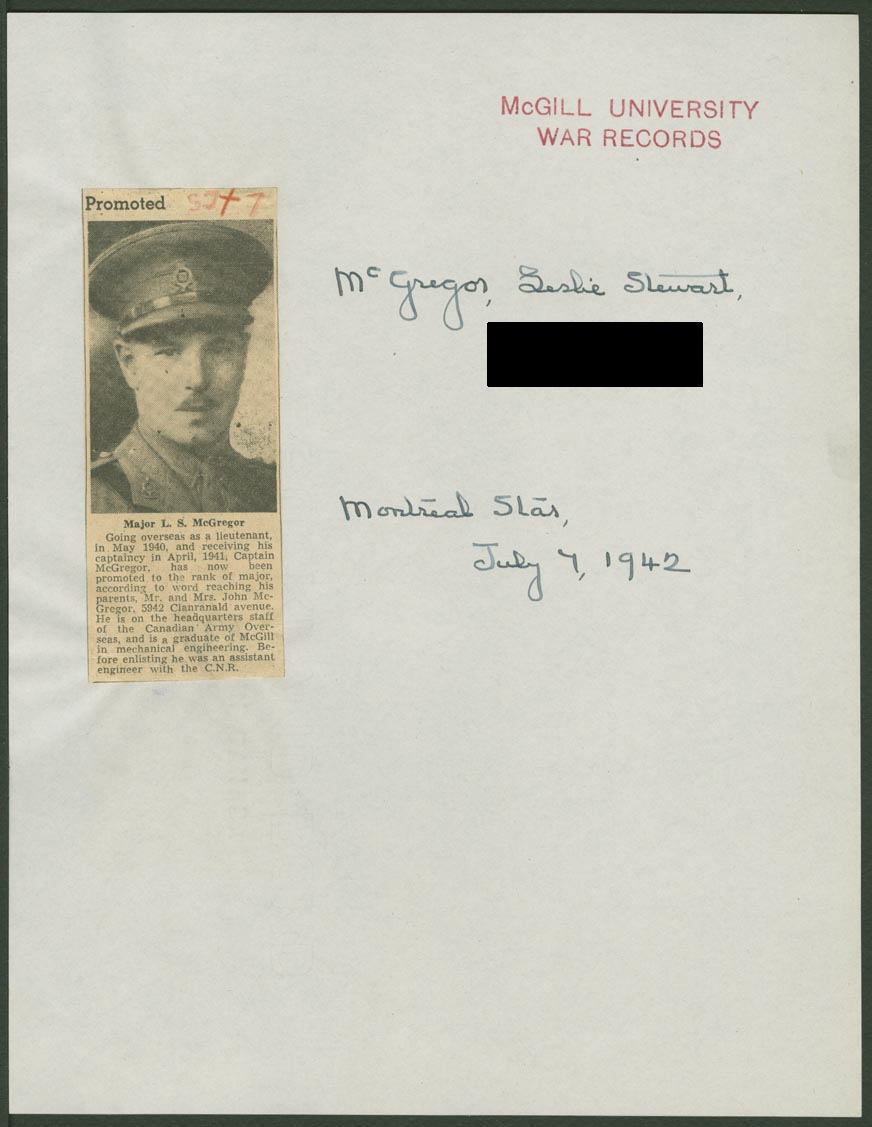 McGILL UNIVERSITY
WAR RECORDS
Promoted
McGregor, Leslie Stewart,
Montreal Star,
July 7, 1942
Major L. S. McGregor
Going overseas as a lieutenant,
in May 1940, and receiving his
captaincy in April, 1941, Captain
McGregor, has now been
promoted to the rank of major,
according to word reaching his
parents, Mr. and Mrs. John Mc-
Gregor, 5942 Clanranald avenue.
He is on the headquarters staff
of the Canadian Army Over-
seas, and is a graduate of McGill
in mechanical engineering. Be-
fore enlisting he was an assistant
engineer with the C.N.R.